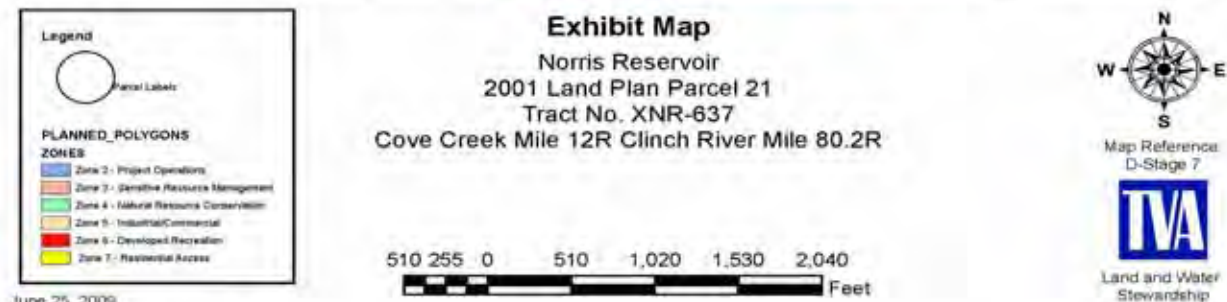 Legend
Parcel Labels
PLANNED_POLYGONS
ZONES
Zone 2 - Project Operations
Zone 3 - Sensitive Resource Management
Zone 4 - Natural Resource Conservation
Zone 5 - Industrial/Commercial
Zone 6 - Developed Recreation
Zone 7 - Residential Access
June 25, 2009
Exhibit Map
Norris Reservoir
2001 Land Plan Parcel 21
Tract No. XNR-637
Cove Creek Mile 12R Clinch River Mile 80.2R
510 255 0 510 1,020 1,530 2,040
Feet
N
W E
S
Map Reference:
D-Stage 7
TVA
Land and Water
Stewardship